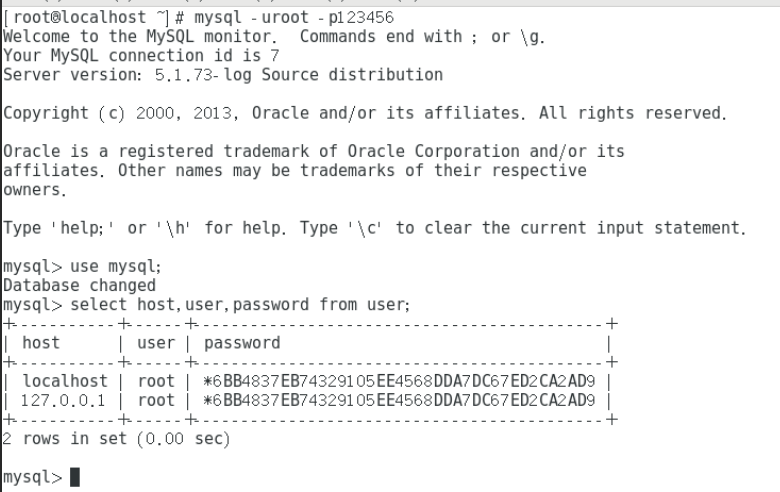 [root@localhost ~]# mysql -uroot -p123456
Welcome to the MySQL monitor.  Commands end with ; or \g.
Your MySQL connection id is 7
Server version: 5.1.73-log Source distribution

Copyright (c) 2000, 2013, Oracle and/or its affiliates. All rights reserved.

Oracle is a registered trademark of Oracle Corporation and/or its
affiliates. Other names may be trademarks of their respective
owners.

Type 'help;' or '\h' for help. Type '\c' to clear the current input statement.

mysql> use mysql;
Database changed
mysql> select host,user,password from user;
+-----------+------+-------------------------------------------+
| host      | user | password                                  |
+-----------+------+-------------------------------------------+
| localhost | root | *6BB4837EB74329105EE4568DDA7DC67ED2CA2AD9 |
| 127.0.0.1 | root | *6BB4837EB74329105EE4568DDA7DC67ED2CA2AD9 |
+-----------+------+-------------------------------------------+
2 rows in set (0.00 sec)

mysql>